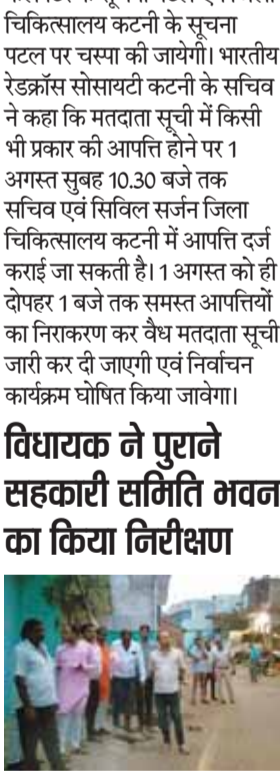 चिकित्सालय कटनी के सूचना
पटल पर चस्पा की जायेगी। भारतीय
रेडक्रॉस सोसायटी कटनी के सचिव
ने कहा कि मतदाता सूची में किसी
भी प्रकार की आपत्ति होने पर 1
अगस्त सुबह 10.30 बजे तक
सचिव एवं सिविल सर्जन जिला
चिकित्सालय कटनी में आपत्ति दर्ज
कराई जा सकती है। 1 अगस्त को ही
दोपहर 1 बजे तक समस्त आपत्तियों
का निराकरण कर वैध मतदाता सूची
जारी कर दी जाएगी एवं निर्वाचन
कार्यक्रम घोषित किया जावेगा।
विधायक ने पुराने
सहकारी समिति भवन
का किया निरीक्षण